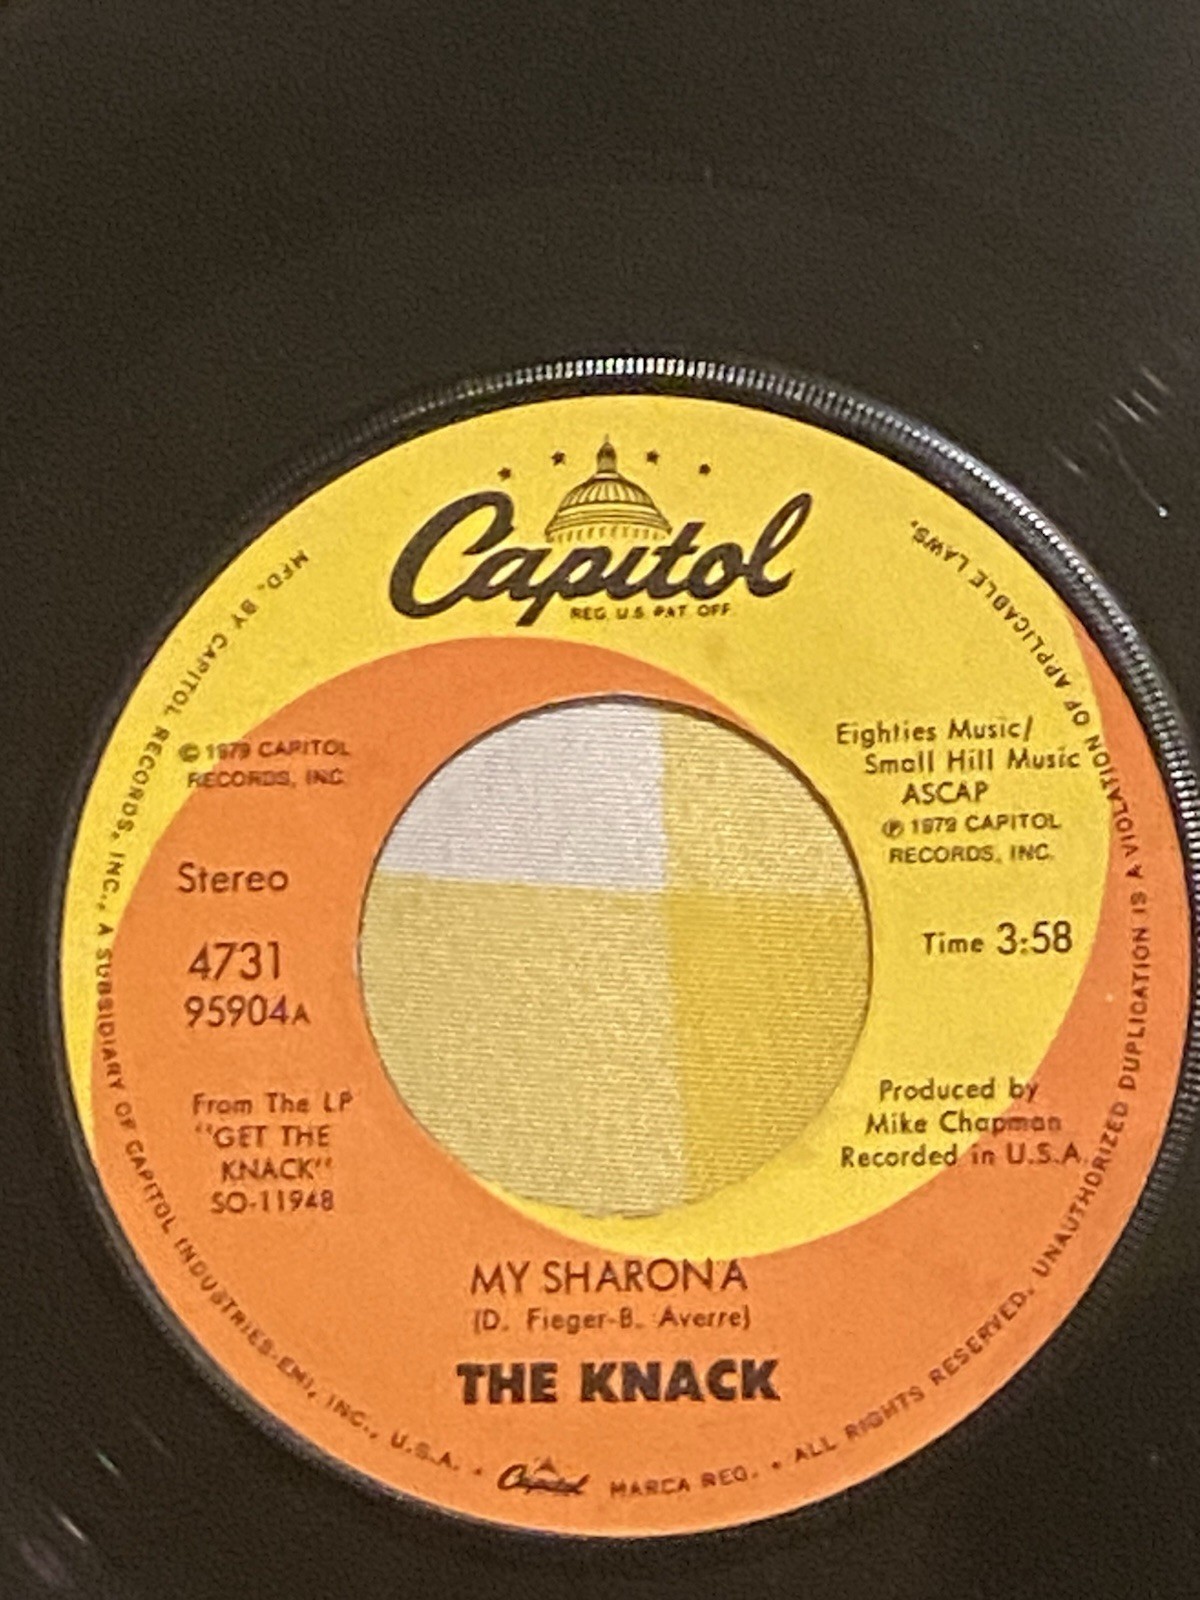 Capitol
REG. U.S. PAT. OFF.
MFD. BY CAPITOL RECORDS, INC., A SUBSIDIARY OF CAPITOL INDUSTRIES-EMI, INC., U.S.A. • Capitol MARCA REG. • ALL RIGHTS RESERVED. UNAUTHORIZED DUPLICATION IS A VIOLATION OF APPLICABLE LAWS.
© 1979 CAPITOL
RECORDS, INC.
Stereo
4731
95904A
From The LP
"GET THE
KNACK"
SO-11948
Eighties Music/
Small Hill Music
ASCAP
℗ 1979 CAPITOL
RECORDS, INC.
Time 3:58
Produced by
Mike Chapman
Recorded in U.S.A.
MY SHARONA
(D. Fieger-B. Averre)
THE KNACK